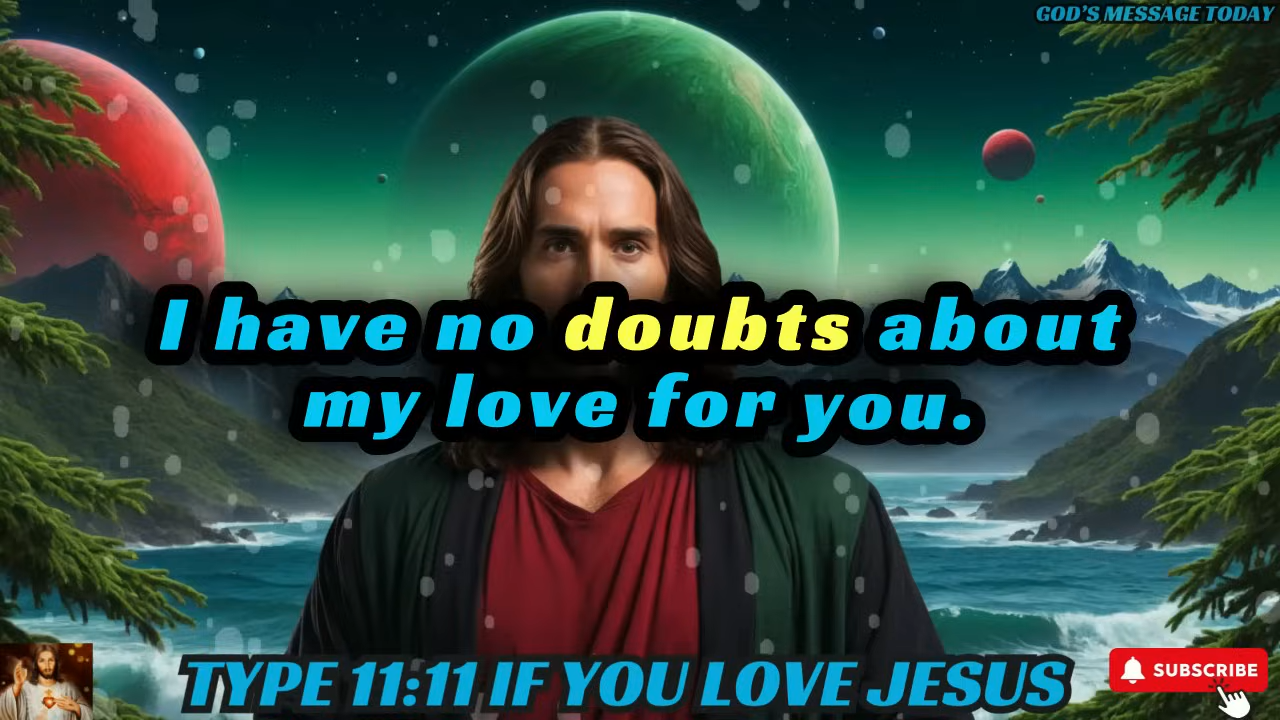 GOD'S MESSAGE TODAY
I have no doubts about
my love for you.
TYPE 11:11 IF YOU LOVE JESUS
SUBSCRIBE